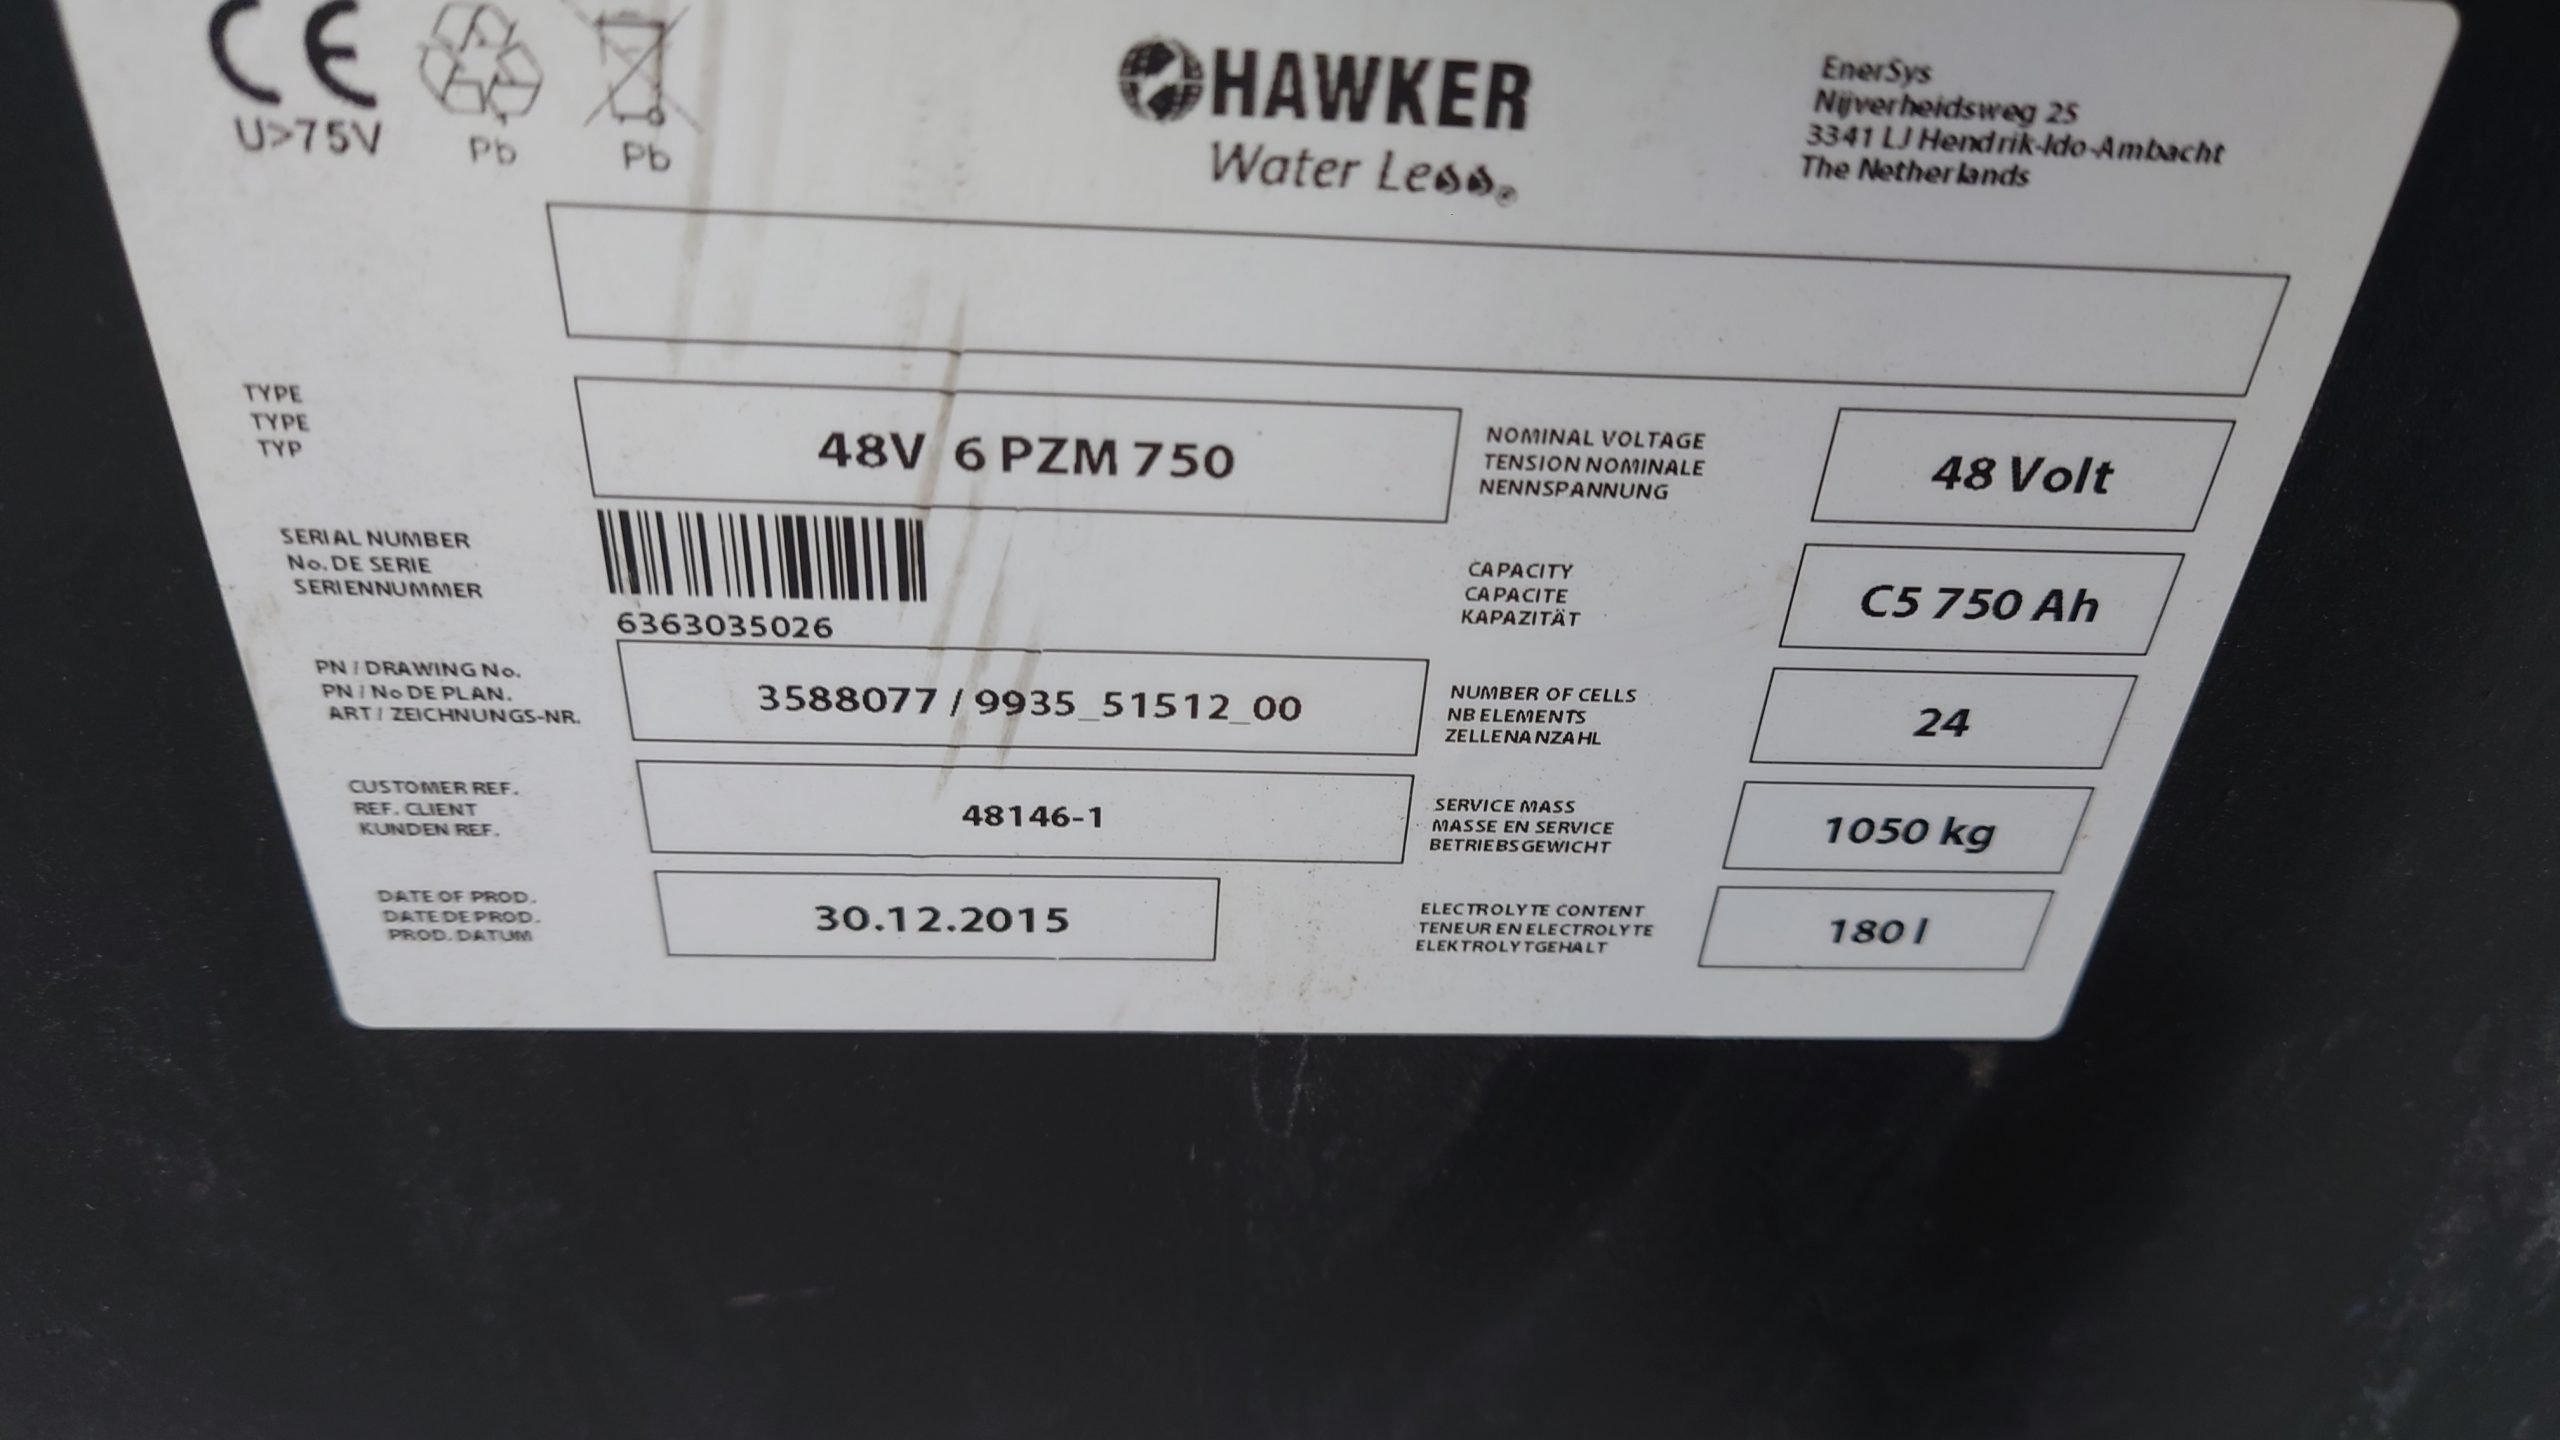 CE
U>75V
Pb
Pb
HAWKER
Water Less®
EnerSys
Nijverheidsweg 25
3341 LJ Hendrik-Ido-Ambacht
The Netherlands
TYPE
TYPE
TYP
48V 6 PZM 750
NOMINAL VOLTAGE
TENSION NOMINALE
NENNSPANNUNG
48 Volt
SERIAL NUMBER
No. DE SERIE
SERIENNUMMER
6363035026
CAPACITY
CAPACITE
KAPAZITÄT
C5 750 Ah
PN / DRAWING No.
PN / No DE PLAN.
ART / ZEICHNUNGS-NR.
3588077 / 9935_51512_00
NUMBER OF CELLS
NB ELEMENTS
ZELLENANZAHL
24
CUSTOMER REF.
REF. CLIENT
KUNDEN REF.
48146-1
SERVICE MASS
MASSE EN SERVICE
BETRIEBSGEWICHT
1050 kg
DATE OF PROD.
DATE DE PROD.
PROD. DATUM
30.12.2015
ELECTROLYTE CONTENT
TENEUR EN ELECTROLYTE
ELEKTROLYTGEHALT
180 l